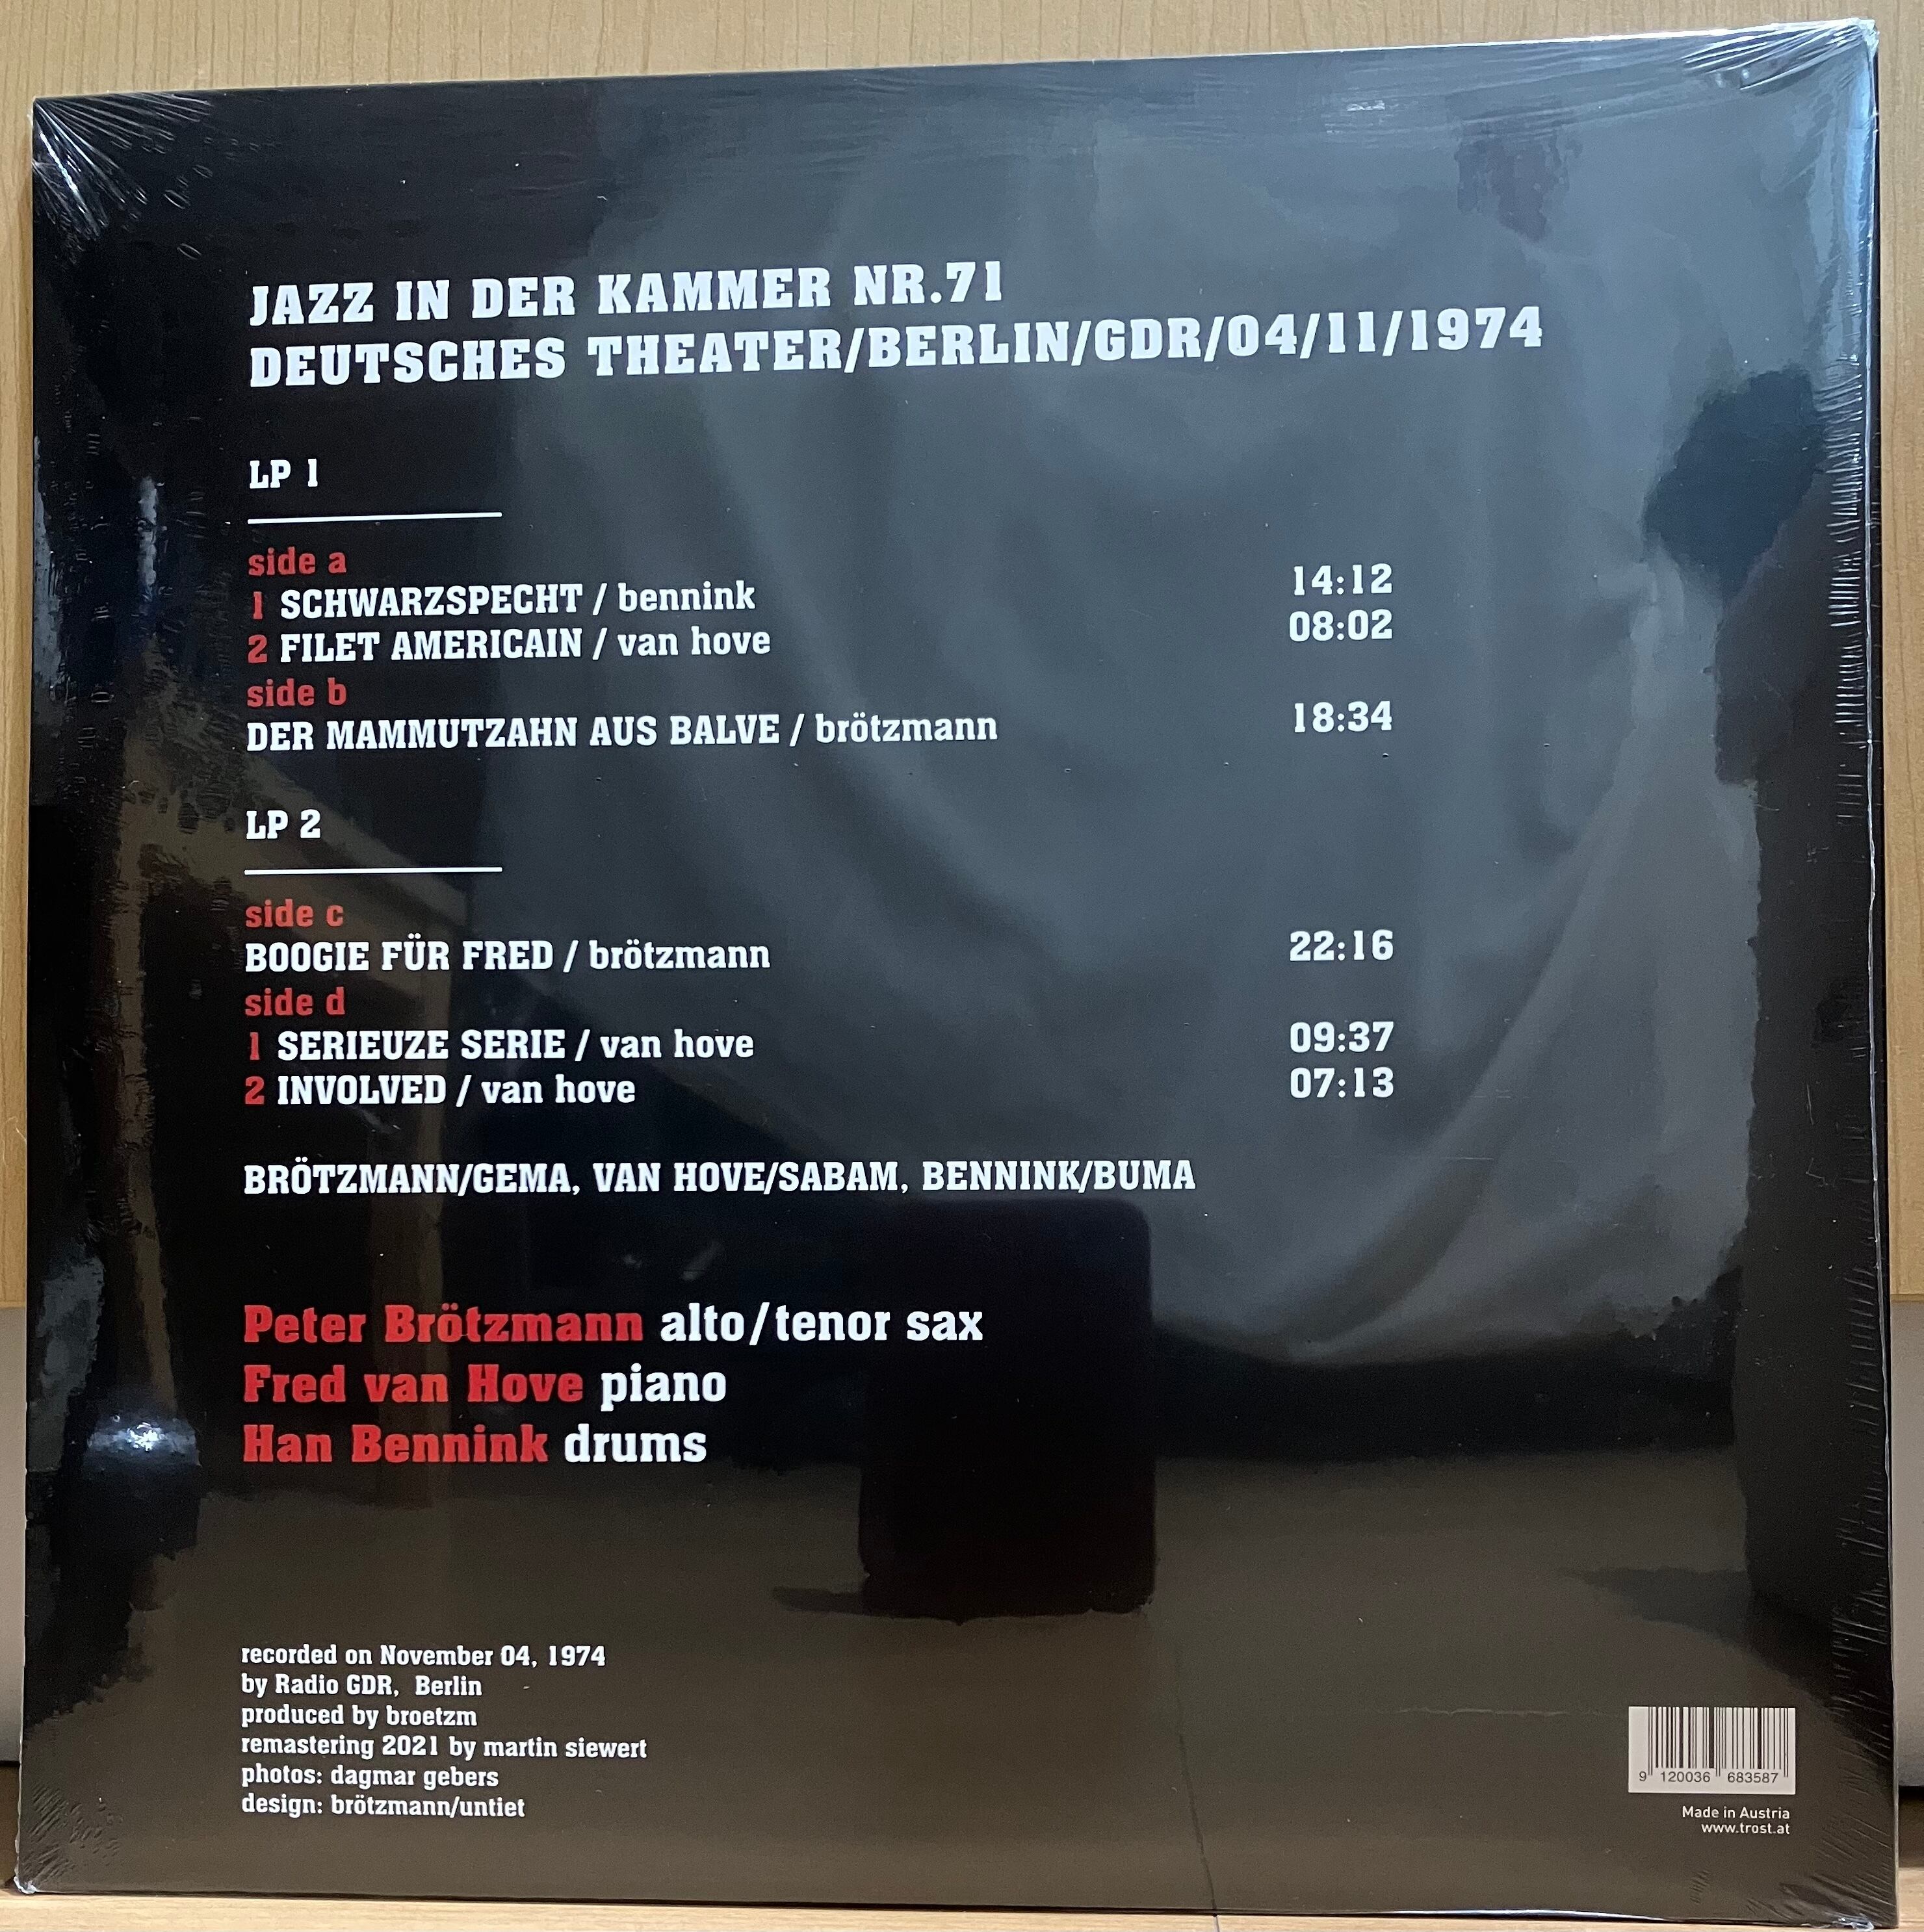 JAZZ IN DER KAMMER NR.71
DEUTSCHES THEATER/BERLIN/GDR/04/11/1974
LP 1
side a
1 SCHWARZSPECHT / bennink 14:12
2 FILET AMERICAIN / van hove 08:02
side b
DER MAMMUTZAHN AUS BALVE / brötzmann 18:34
LP 2
side c
BOOGIE FÜR FRED / brötzmann 22:16
side d
1 SERIEUZE SERIE / van hove 09:37
2 INVOLVED / van hove 07:13
BRÖTZMANN/GEMA, VAN HOVE/SABAM, BENNINK/BUMA
Peter Brötzmann alto/tenor sax
Fred van Hove piano
Han Bennink drums
recorded on November 04, 1974
by Radio GDR, Berlin
produced by broetzm
remastering 2021 by martin siewert
photos: dagmar gebers
design: brötzmann/untiet
9 120036 683587
Made in Austria
www.trost.at